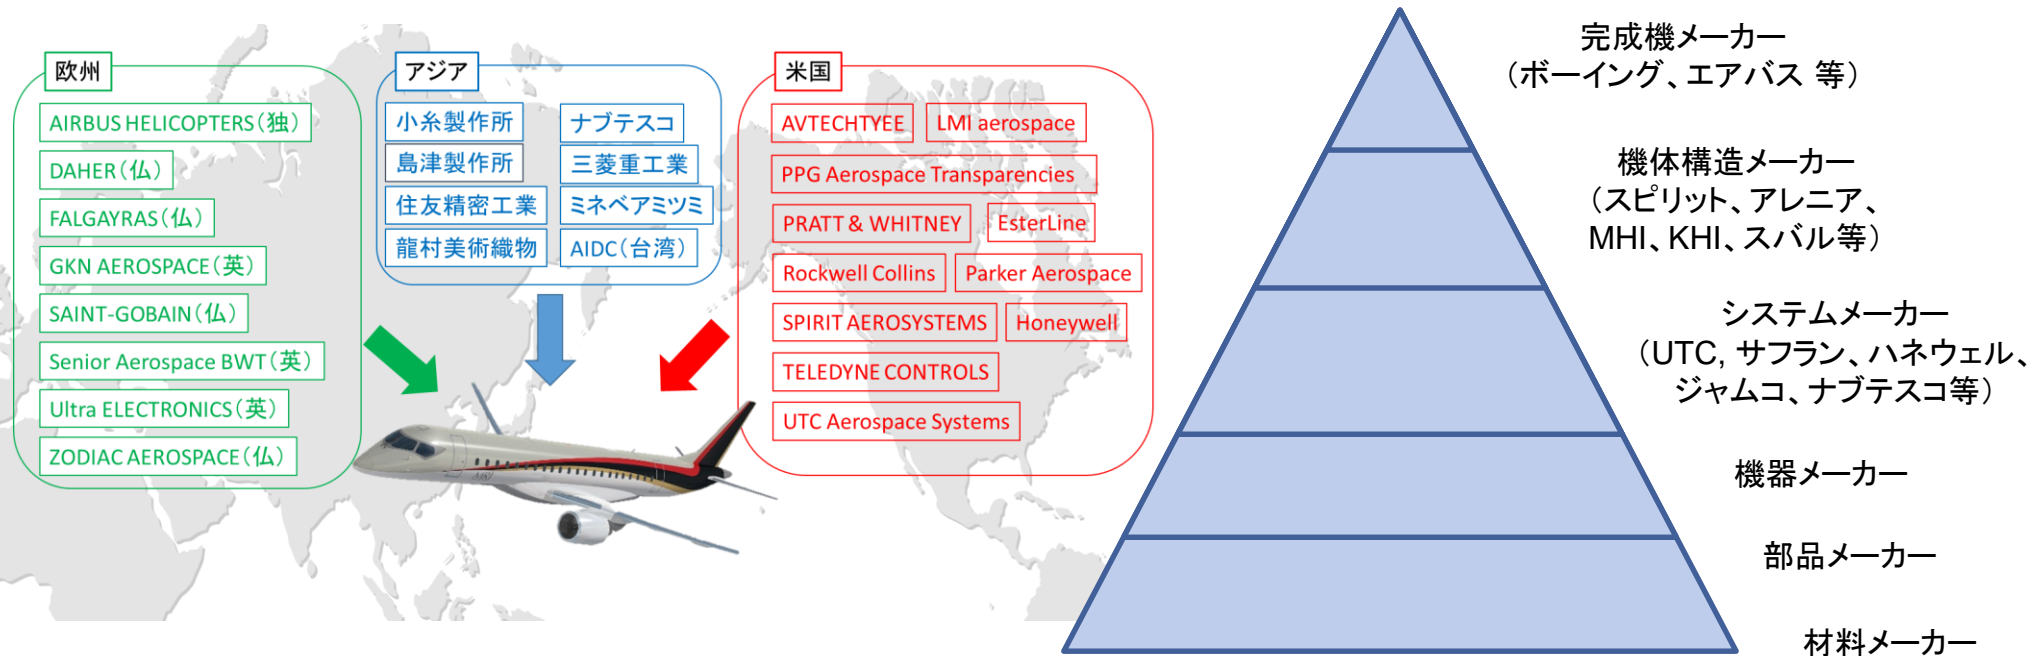 欧州
AIRBUS HELICOPTERS（独）
DAHER（仏）
FALGAYRAS（仏）
GKN AEROSPACE（英）
SAINT-GOBAIN（仏）
Senior Aerospace BWT（英）
Ultra ELECTRONICS（英）
ZODIAC AEROSPACE（仏）
アジア
小糸製作所 ナブテスコ
島津製作所 三菱重工業
住友精密工業 ミネベアミツミ
龍村美術織物 AIDC（台湾）
米国
AVTECHTYEE LMI aerospace
PPG Aerospace Transparencies
PRATT & WHITNEY EsterLine
Rockwell Collins Parker Aerospace
SPIRIT AEROSYSTEMS Honeywell
TELEDYNE CONTROLS
UTC Aerospace Systems
完成機メーカー
（ボーイング、エアバス 等）
機体構造メーカー
（スピリット、アレニア、
MHI、KHI、スバル等）
システムメーカー
（UTC, サフラン、ハネウェル、
ジャムコ、ナブテスコ等）
機器メーカー
部品メーカー
材料メーカー